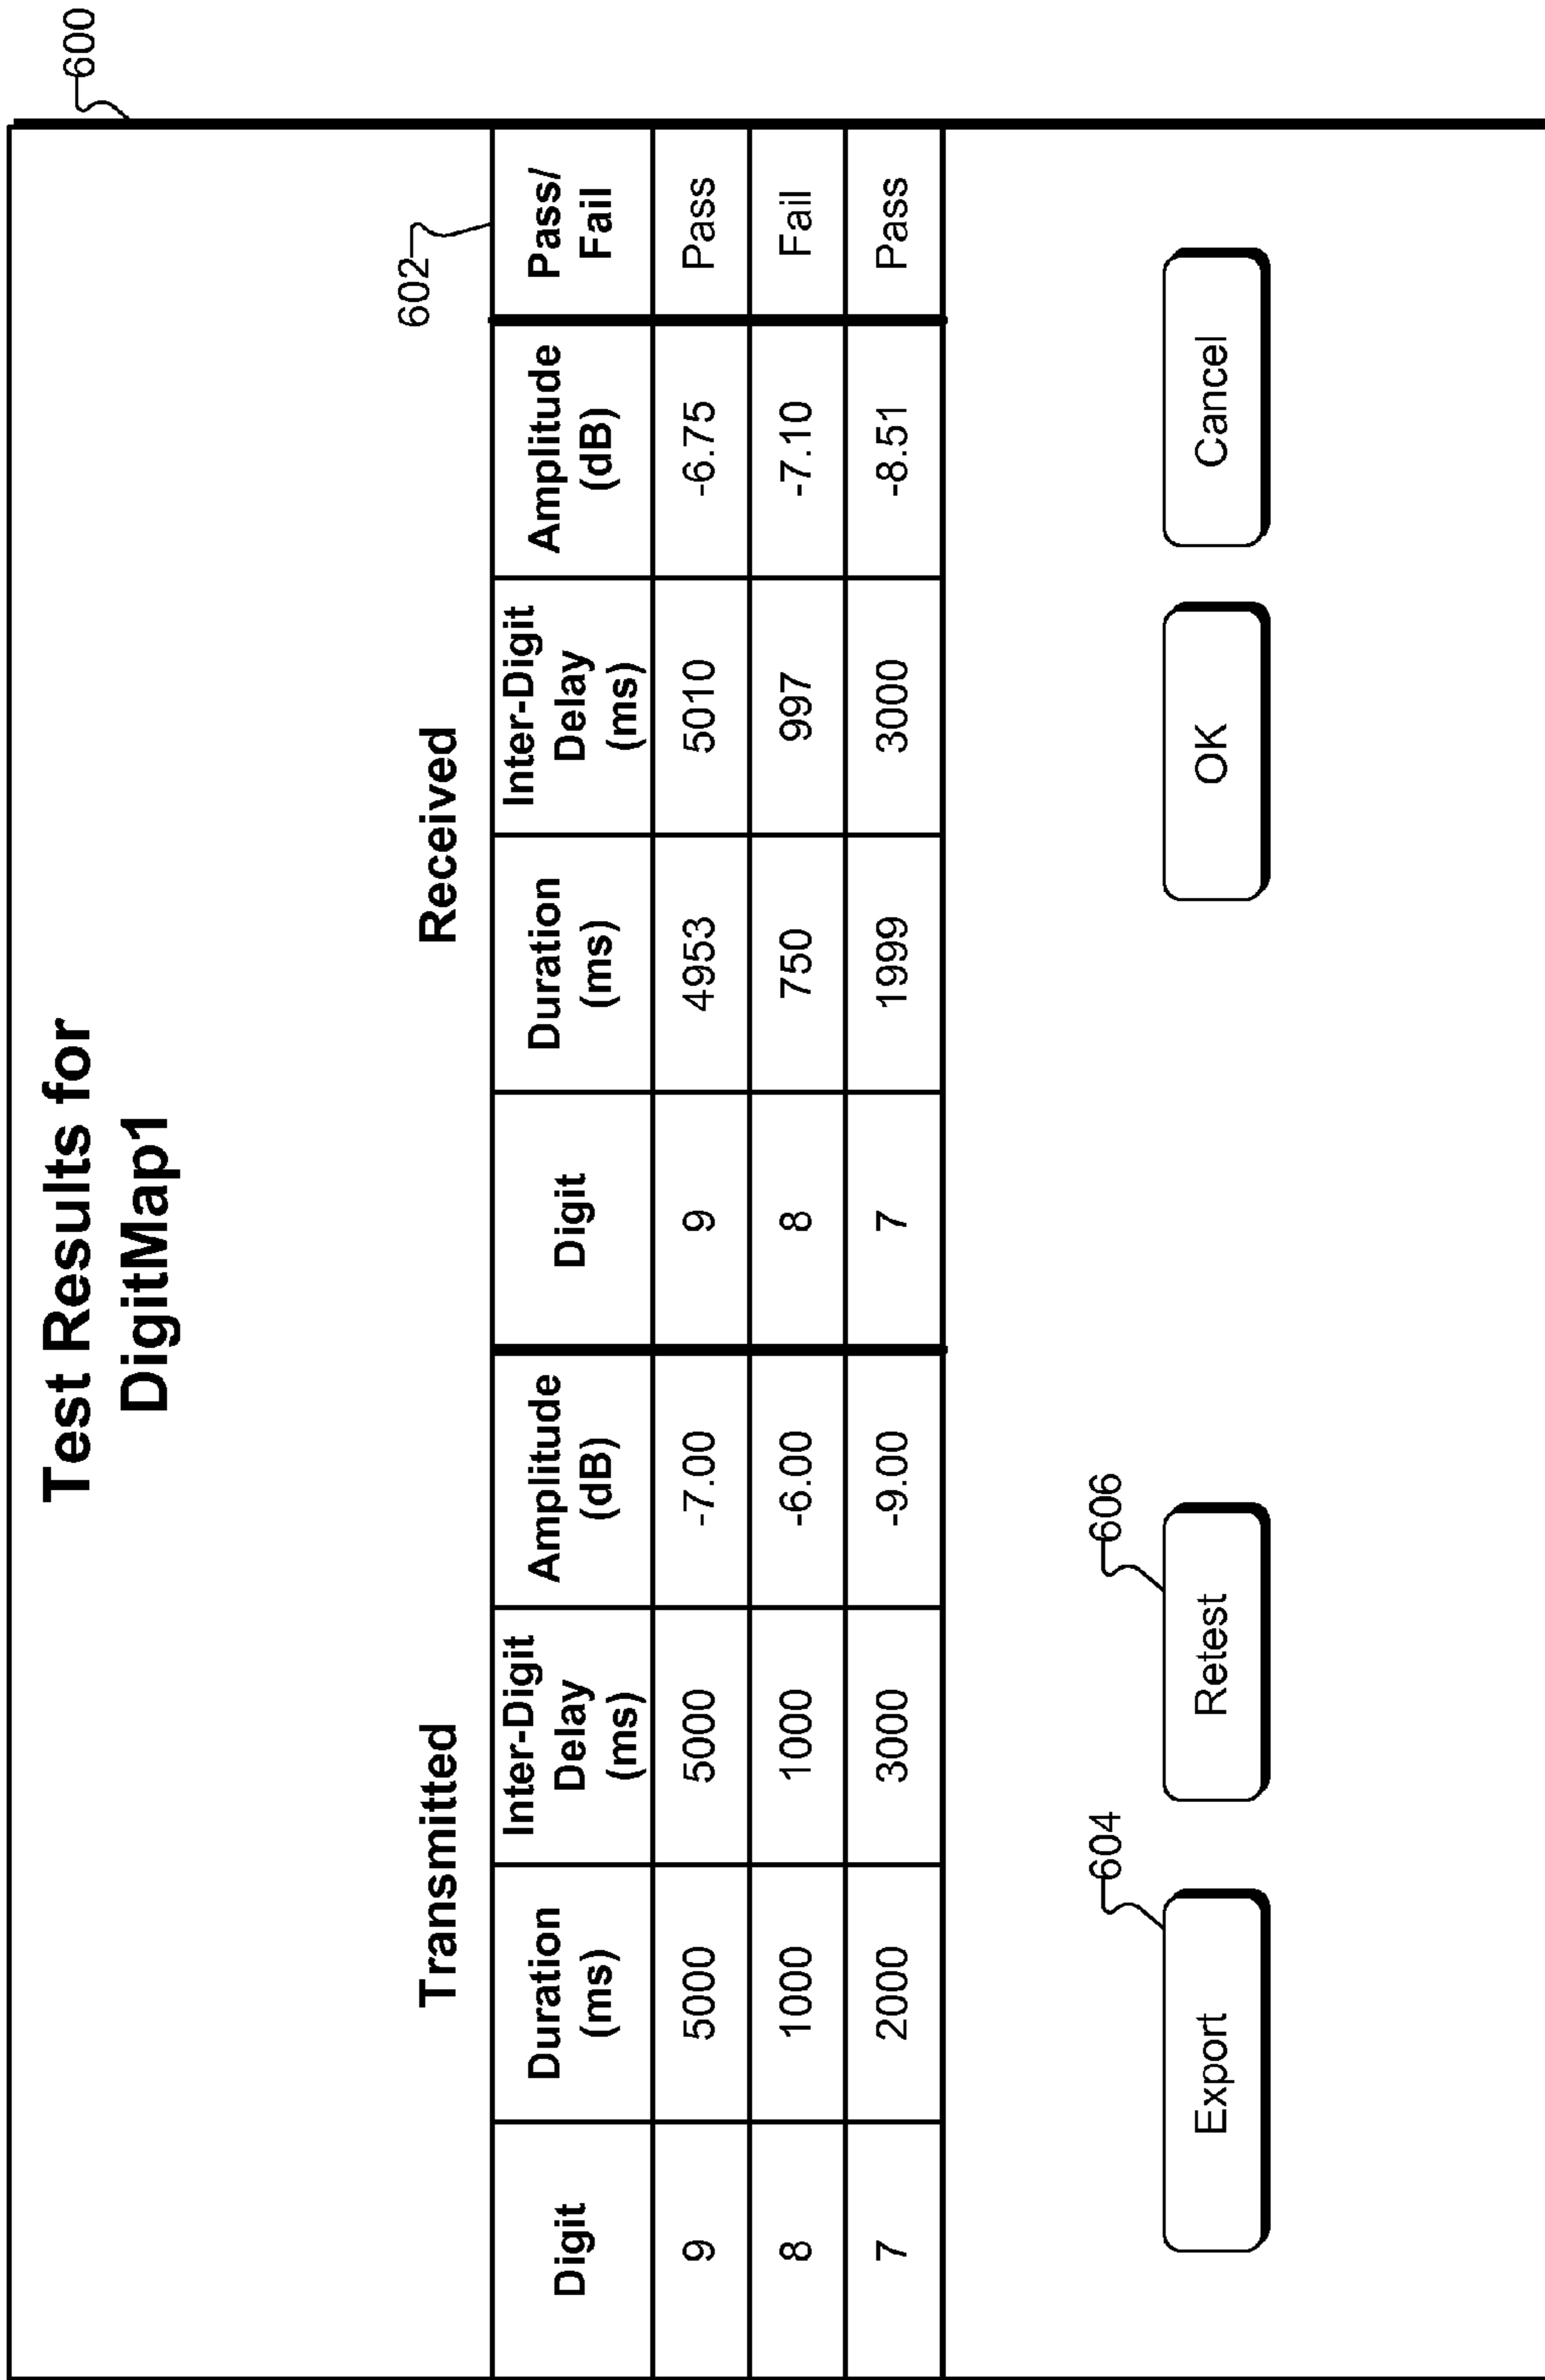 600
Test Results for
DigitMap1
Transmitted Received
602
Digit Duration (ms) Inter-Digit Delay (ms) Amplitude (dB) Digit Duration (ms) Inter-Digit Delay (ms) Amplitude (dB) Pass/ Fail
9 5000 5000 -7.00 9 4953 5010 -6.75 Pass
8 1000 1000 -6.00 8 750 997 -7.10 Fail
7 2000 3000 -9.00 7 1999 3000 -8.51 Pass
604 606
Export Retest OK Cancel